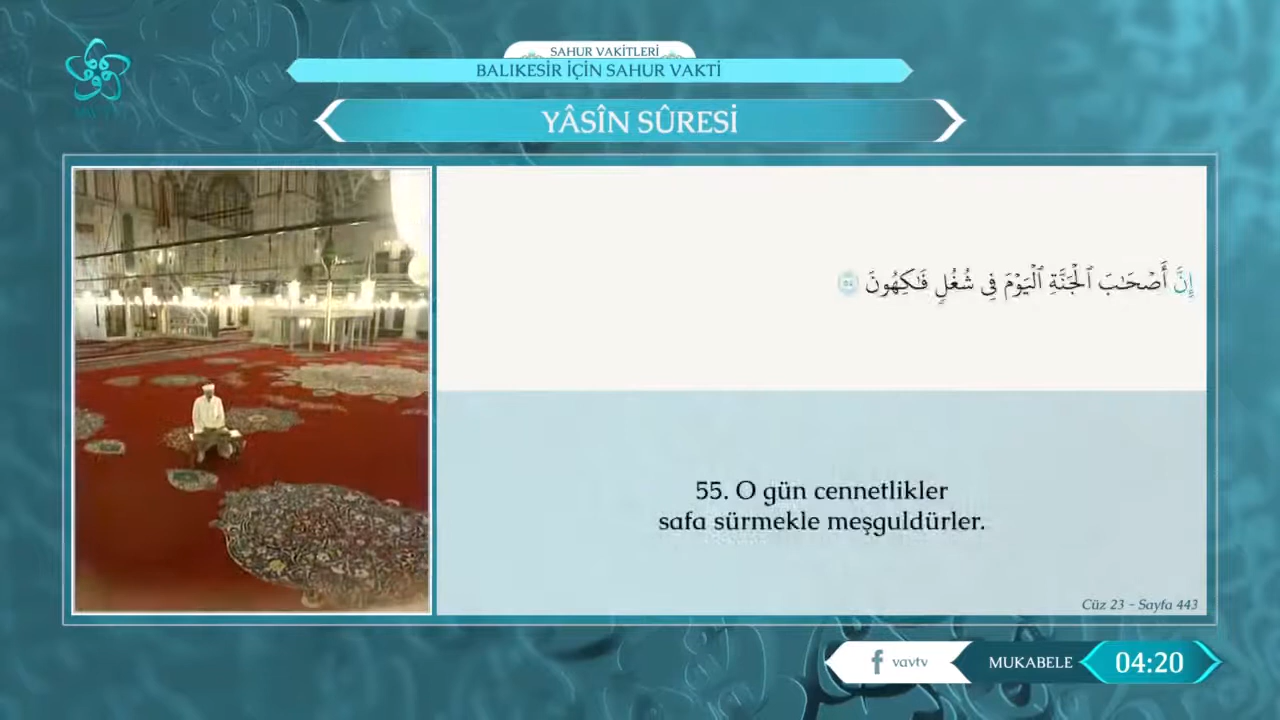 SAHUR VAKİTLERİ
BALIKESİR İÇİN SAHUR VAKTİ
YÂSÎN SÛRESİ
إِنَّ أَصْحَٰبَ ٱلْجَنَّةِ ٱلْيَوْمَ فِى شُغُلٍ فَٰكِهُونَ
55. O gün cennetlikler
safa sürmekle meşguldürler.
Cüz 23 - Sayfa 443
vavtv
MUKABELE
04:20